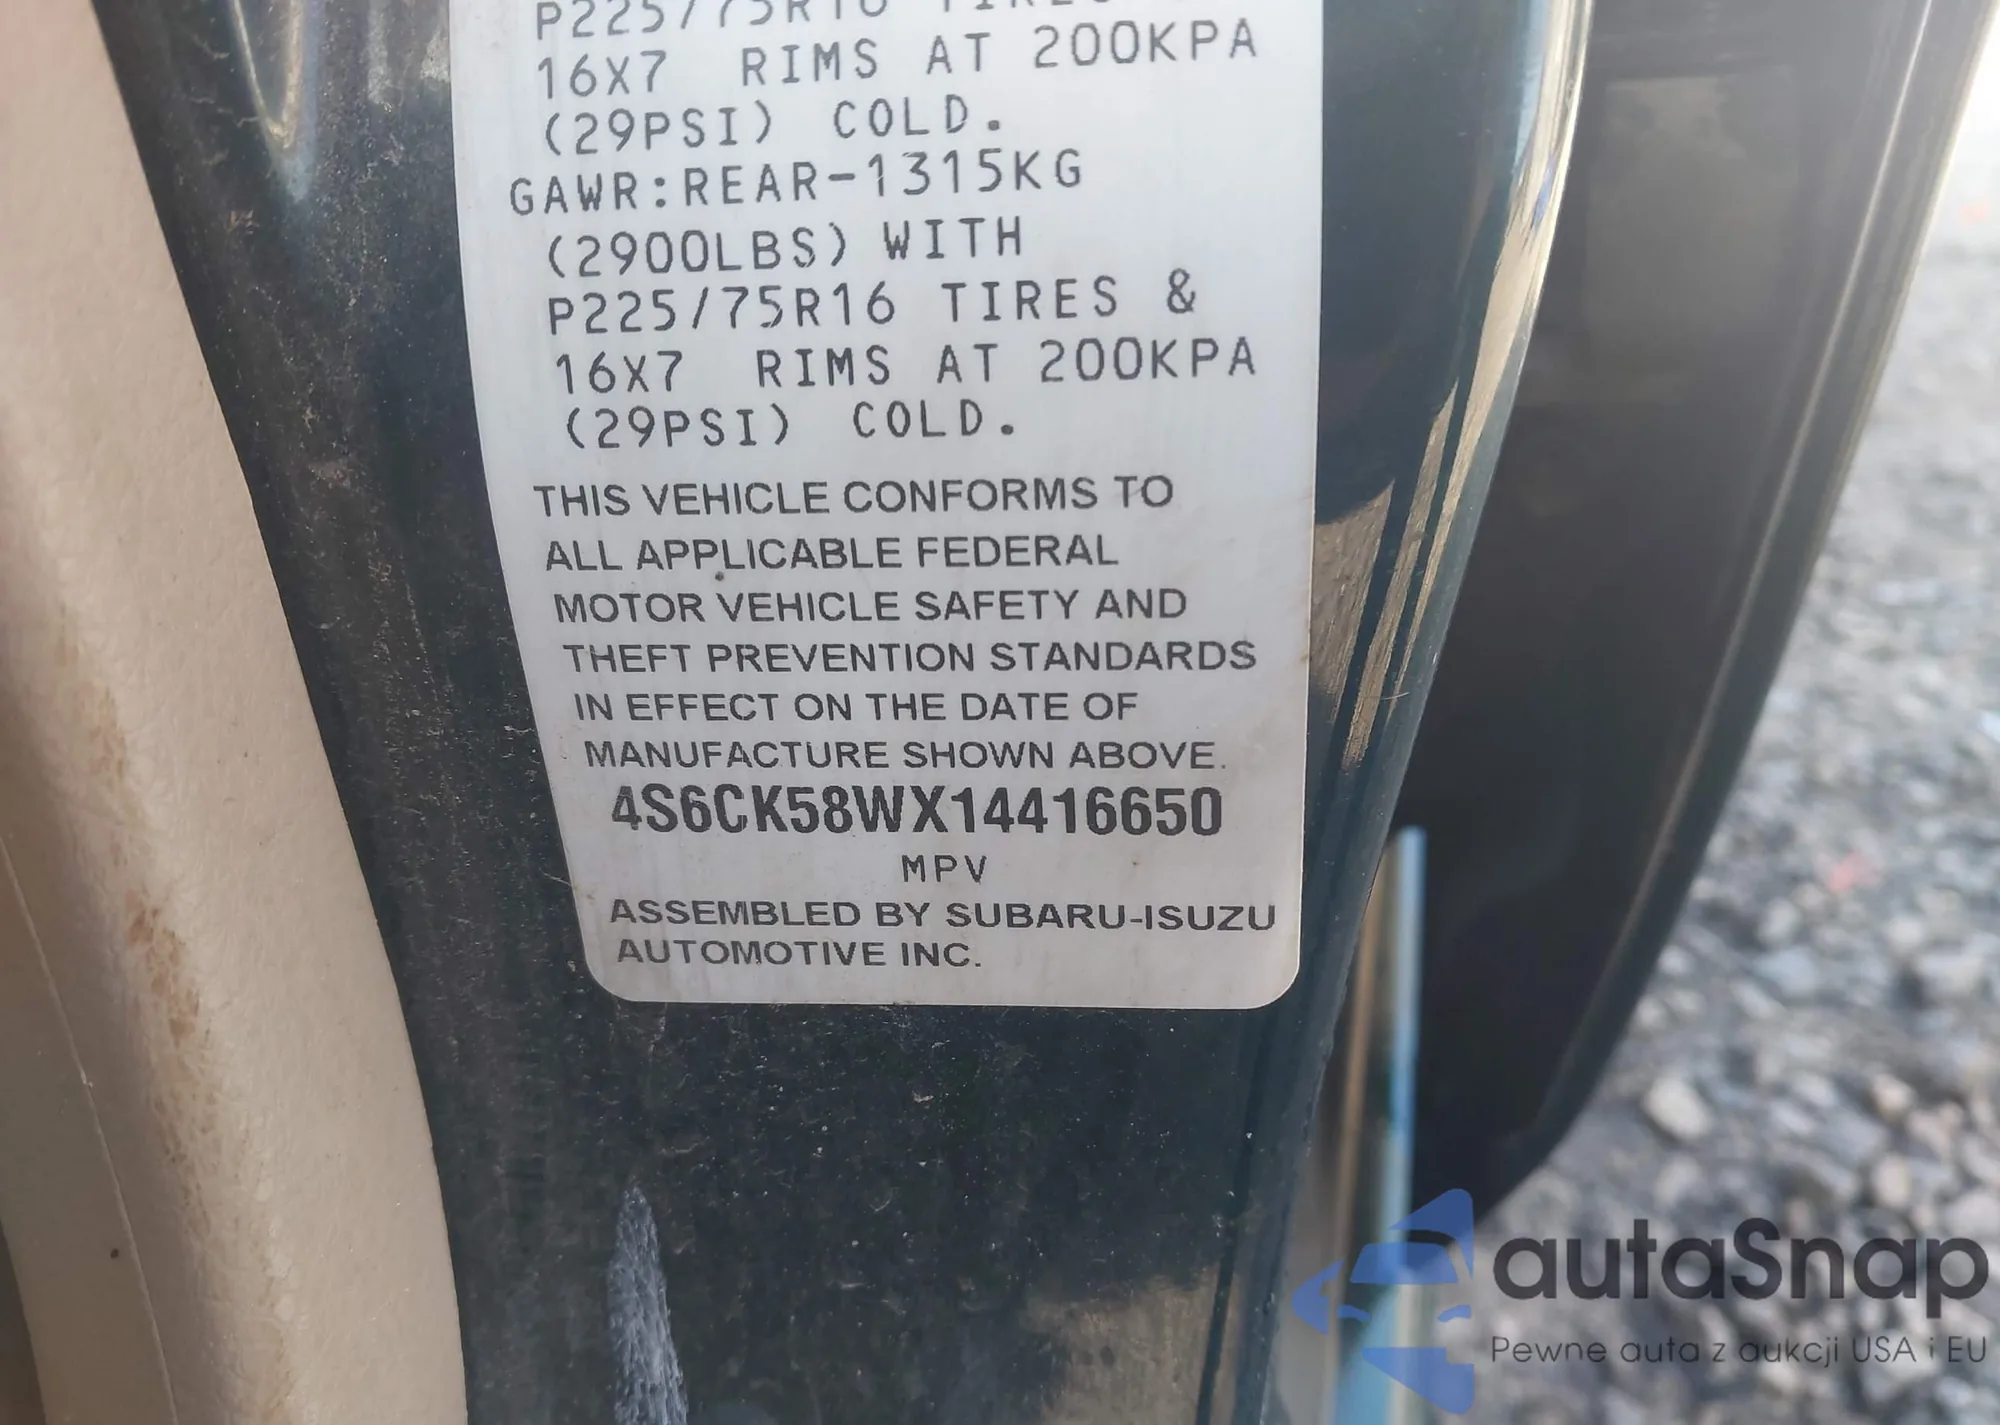 P225/75R16 TIRES &
16X7 RIMS AT 200KPA
(29PSI) COLD.
GAWR:REAR-1315KG
(2900LBS) WITH
P225/75R16 TIRES &
16X7 RIMS AT 200KPA
(29PSI) COLD.
THIS VEHICLE CONFORMS TO
ALL APPLICABLE FEDERAL
MOTOR VEHICLE SAFETY AND
THEFT PREVENTION STANDARDS
IN EFFECT ON THE DATE OF
MANUFACTURE SHOWN ABOVE.
4S6CK58WX14416650
MPV
ASSEMBLED BY SUBARU-ISUZU
AUTOMOTIVE INC.
autaSnap
Pewne auta z aukcji USA i EU